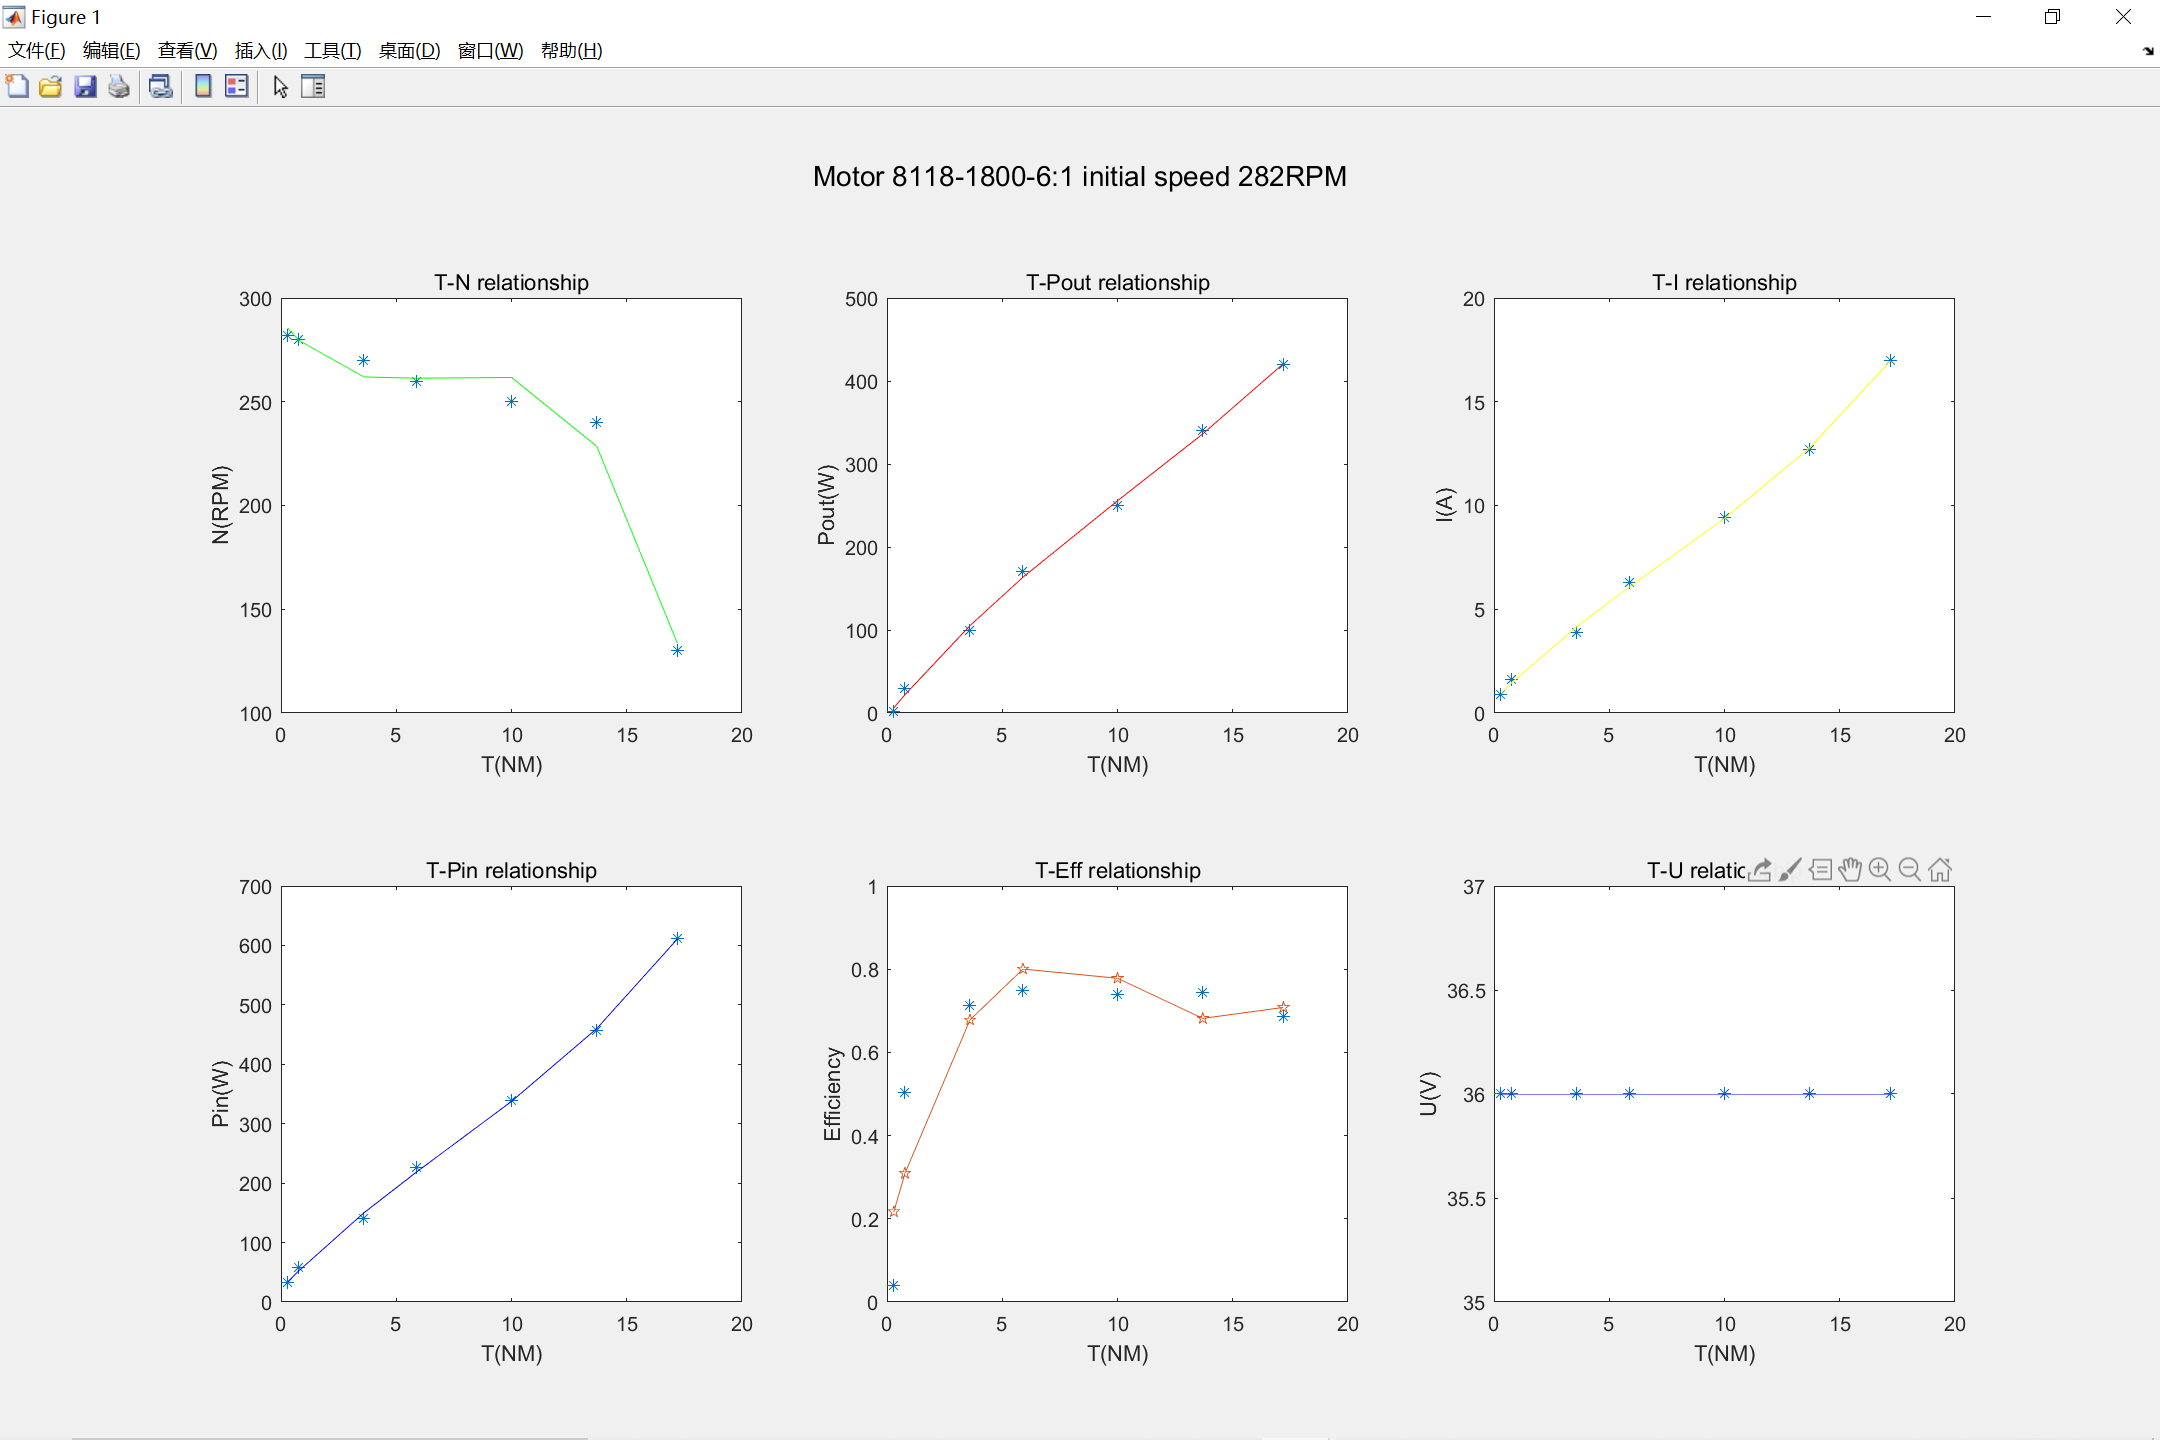 Figure 1
文件(F) 编辑(E) 查看(V) 插入(I) 工具(T) 桌面(D) 窗口(W) 帮助(H)
Motor 8118-1800-6:1 initial speed 282RPM
T-N relationship
300
250
200
150
100
N(RPM)
0 5 10 15 20
T(NM)
T-Pout relationship
500
400
300
200
100
0
Pout(W)
0 5 10 15 20
T(NM)
T-I relationship
20
15
10
5
0
I(A)
0 5 10 15 20
T(NM)
T-Pin relationship
700
600
500
400
300
200
100
0
Pin(W)
0 5 10 15 20
T(NM)
T-Eff relationship
1
0.8
0.6
0.4
0.2
0
Efficiency
0 5 10 15 20
T(NM)
T-U relatic
37
36.5
36
35.5
35
U(V)
0 5 10 15 20
T(NM)